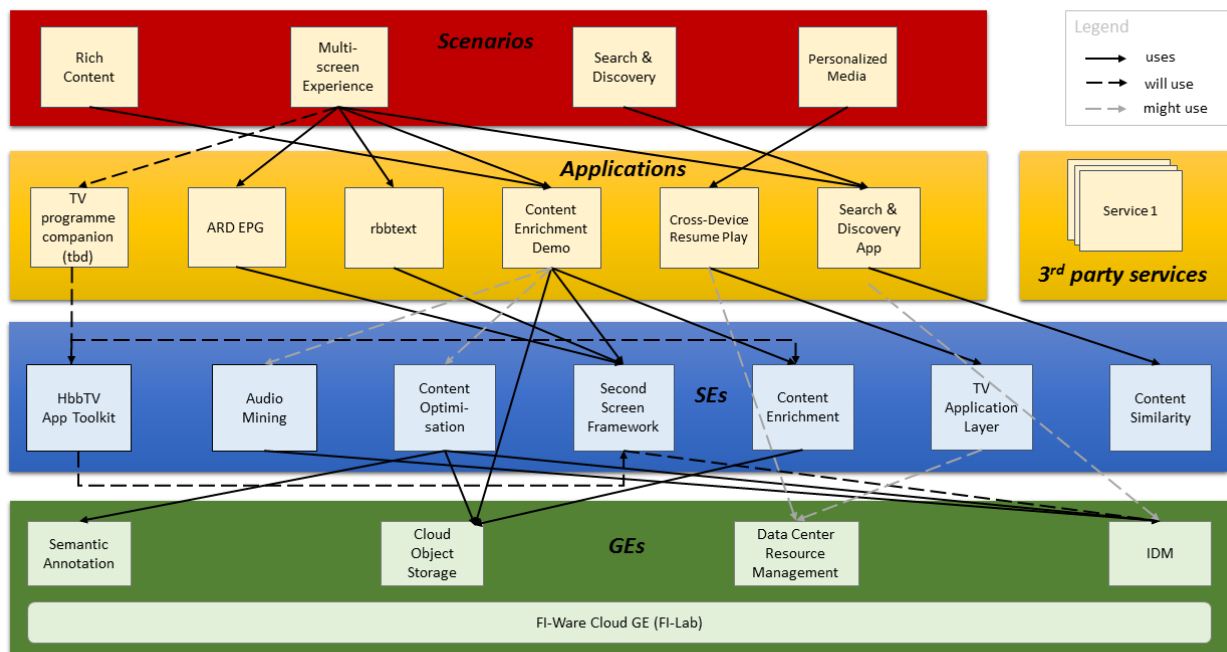 Scenarios
Rich
Content
Multi-
screen
Experience
Search &
Discovery
Personalized
Media
Legend
uses
will use
might use
Applications
TV
programme
companion
(tbd)
ARD EPG
rbbtext
Content
Enrichment
Demo
Cross-Device
Resume Play
Search &
Discovery
App
Service 1
3rd party services
SEs
HbbTV
App Toolkit
Audio
Mining
Content
Optimi-
sation
Second
Screen
Framework
Content
Enrichment
TV
Application
Layer
Content
Similarity
GEs
Semantic
Annotation
Cloud
Object
Storage
Data Center
Resource
Management
IDM
FI-Ware Cloud GE (FI-Lab)